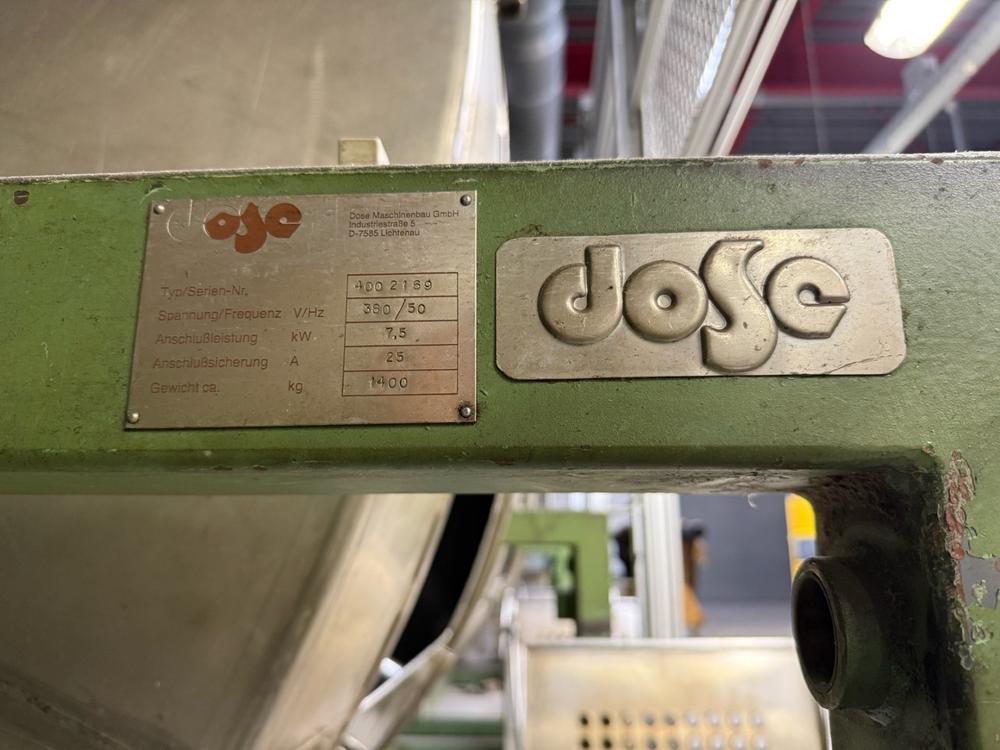 dose
Dose Maschinenbau GmbH
Industriestraße 5
D-7585 Lichtenau
Typ/Serien-Nr. 400 2169
Spannung/Frequenz V/Hz 380/50
Anschlußleistung kW 7,5
Anschlußsicherung A 25
Gewicht ca. kg 1400
dose